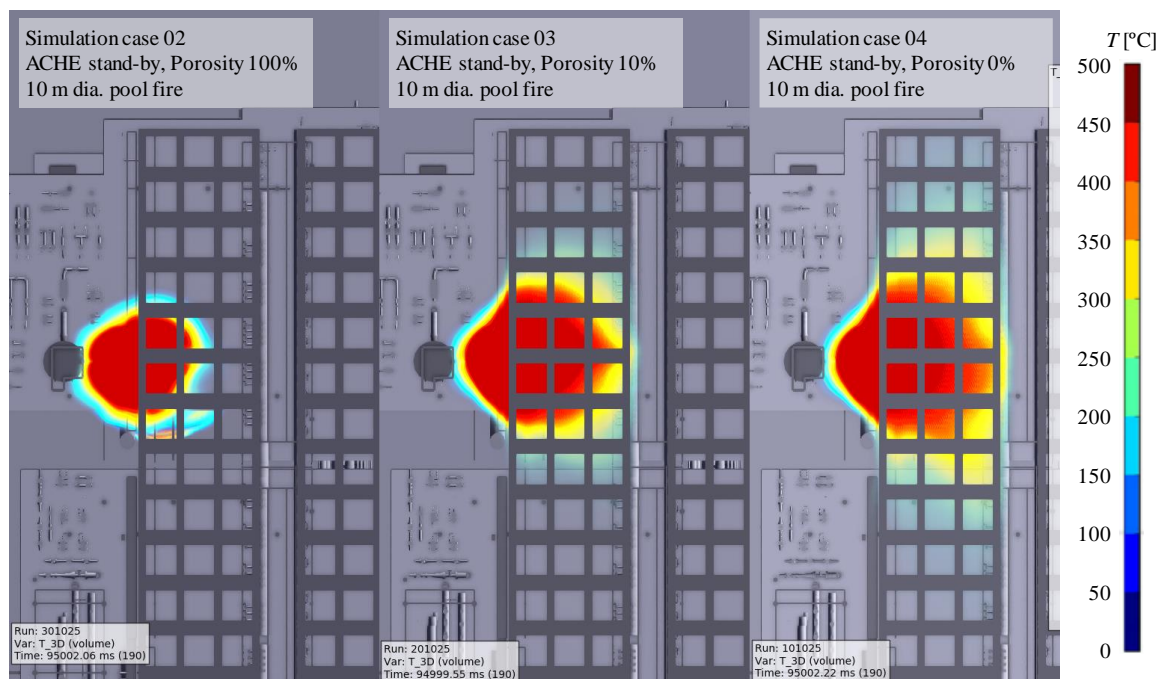 Simulation case 02
ACHE stand-by, Porosity 100%
10 m dia. pool fire
Simulation case 03
ACHE stand-by, Porosity 10%
10 m dia. pool fire
Simulation case 04
ACHE stand-by, Porosity 0%
10 m dia. pool fire
T [°C]
T_
500
450
400
350
300
250
200
150
100
50
0
Run: 301025
Var: T_3D (volume)
Time: 95002.06 ms (190)
Run: 201025
Var: T_3D (volume)
Time: 94999.55 ms (190)
Run: 101025
Var: T_3D (volume)
Time: 95002.22 ms (190)